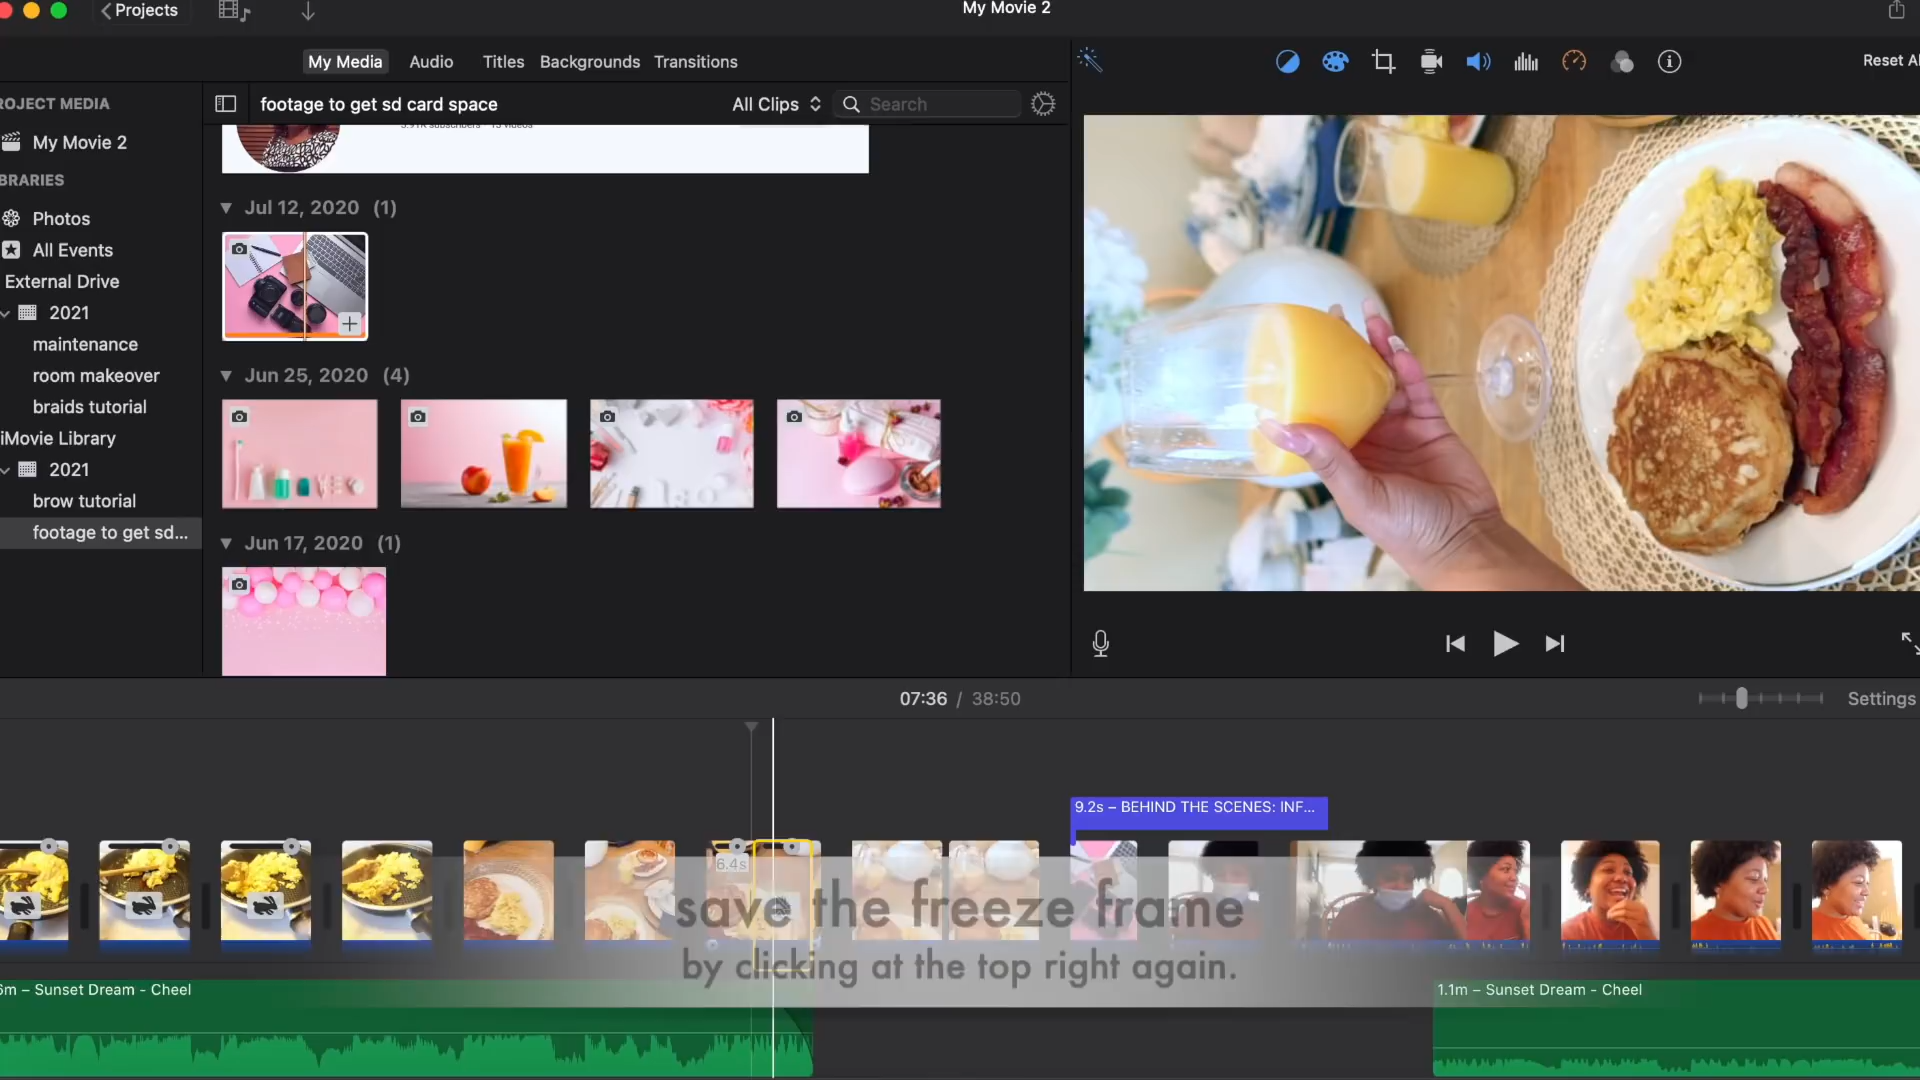 Projects
My Movie 2
My Media
Audio
Titles
Backgrounds
Transitions
Reset Al
ROJECT MEDIA
footage to get sd card space
All Clips
Search
My Movie 2
BRARIES
Photos
All Events
External Drive
2021
maintenance
room makeover
braids tutorial
iMovie Library
2021
brow tutorial
footage to get sd...
Jul 12, 2020 (1)
Jun 25, 2020 (4)
Jun 17, 2020 (1)
07:36 / 38:50
Settings
9.2s – BEHIND THE SCENES: INF...
6.4s
save the freeze frame
by clicking at the top right again.
6m – Sunset Dream - Cheel
1.1m – Sunset Dream - Cheel